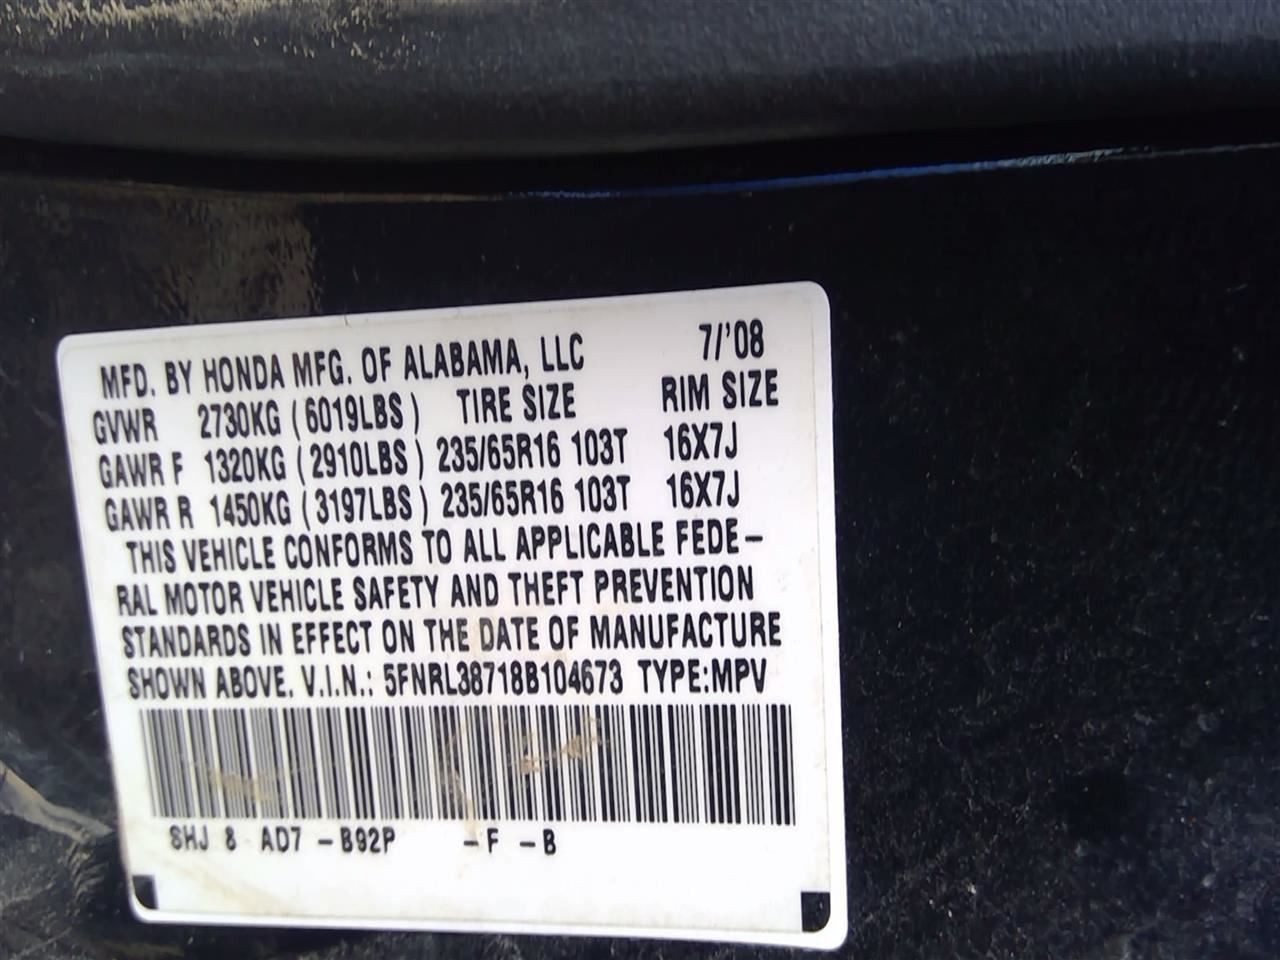 MFD. BY HONDA MFG. OF ALABAMA, LLC 7/'08
GVWR 2730KG (6019LBS) TIRE SIZE RIM SIZE
GAWR F 1320KG (2910LBS) 235/65R16 103T 16X7J
GAWR R 1450KG (3197LBS) 235/65R16 103T 16X7J
THIS VEHICLE CONFORMS TO ALL APPLICABLE FEDE-
RAL MOTOR VEHICLE SAFETY AND THEFT PREVENTION
STANDARDS IN EFFECT ON THE DATE OF MANUFACTURE
SHOWN ABOVE. V.I.N.: 5FNRL38718B104673 TYPE:MPV
SHJ 8 AD7 -B92P -F -B